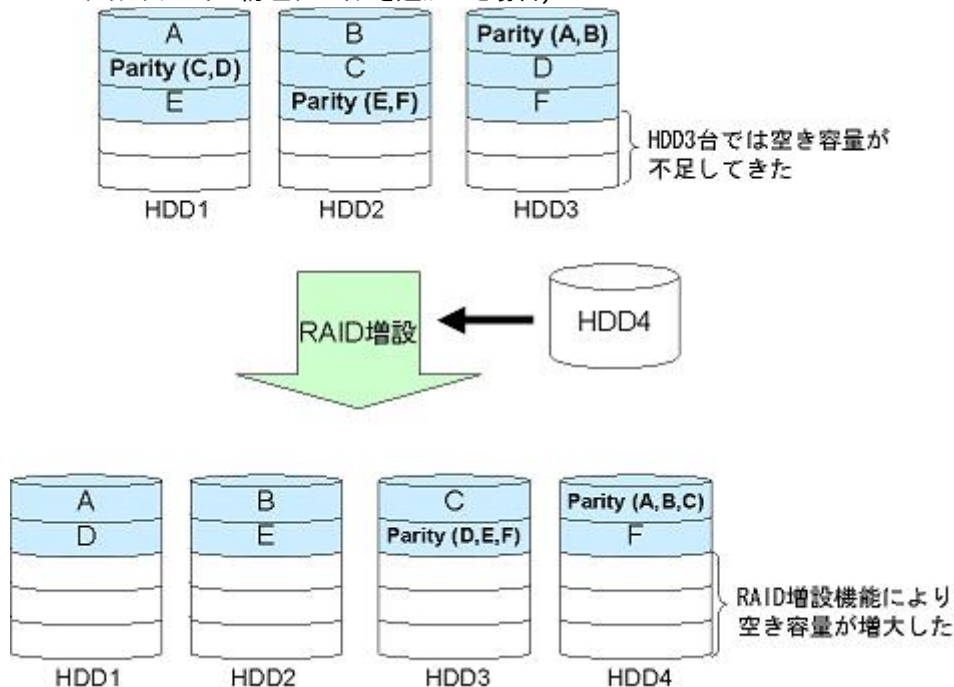 A
B
Parity (A,B)
Parity (C,D)
C
D
E
Parity (E,F)
F
HDD3台では空き容量が
不足してきた
HDD1
HDD2
HDD3
RAID増設
HDD4
A
B
C
Parity (A,B,C)
D
E
Parity (D,E,F)
F
RAID増設機能により
空き容量が増大した
HDD1
HDD2
HDD3
HDD4